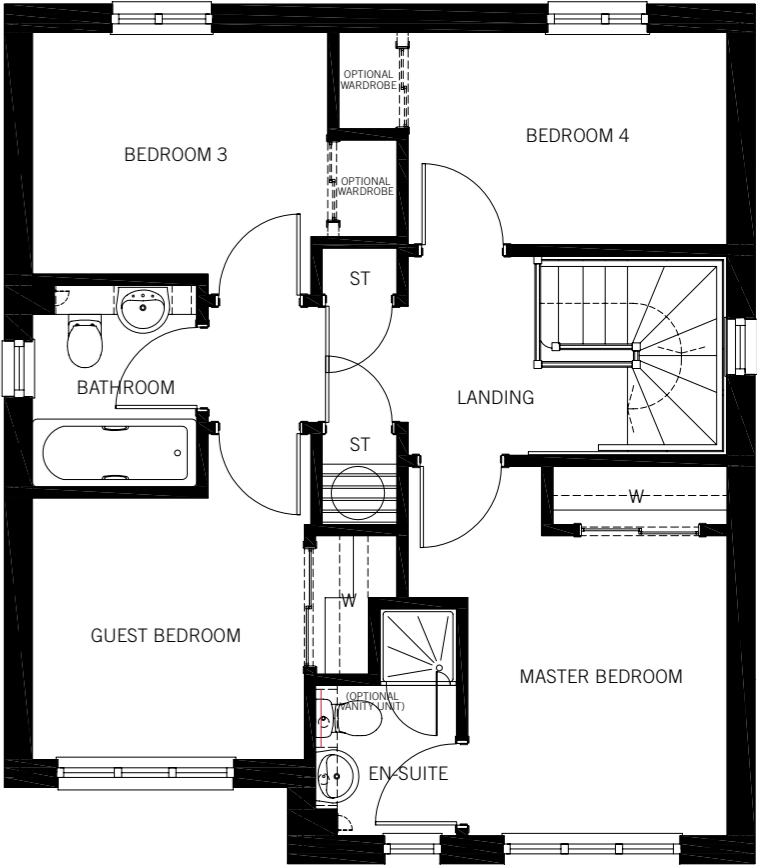 OPTIONAL
WARDROBE
BEDROOM 3
BEDROOM 4
OPTIONAL
WARDROBE
ST
BATHROOM
LANDING
ST
W
W
GUEST BEDROOM
MASTER BEDROOM
(OPTIONAL
VANITY UNIT)
EN-SUITE